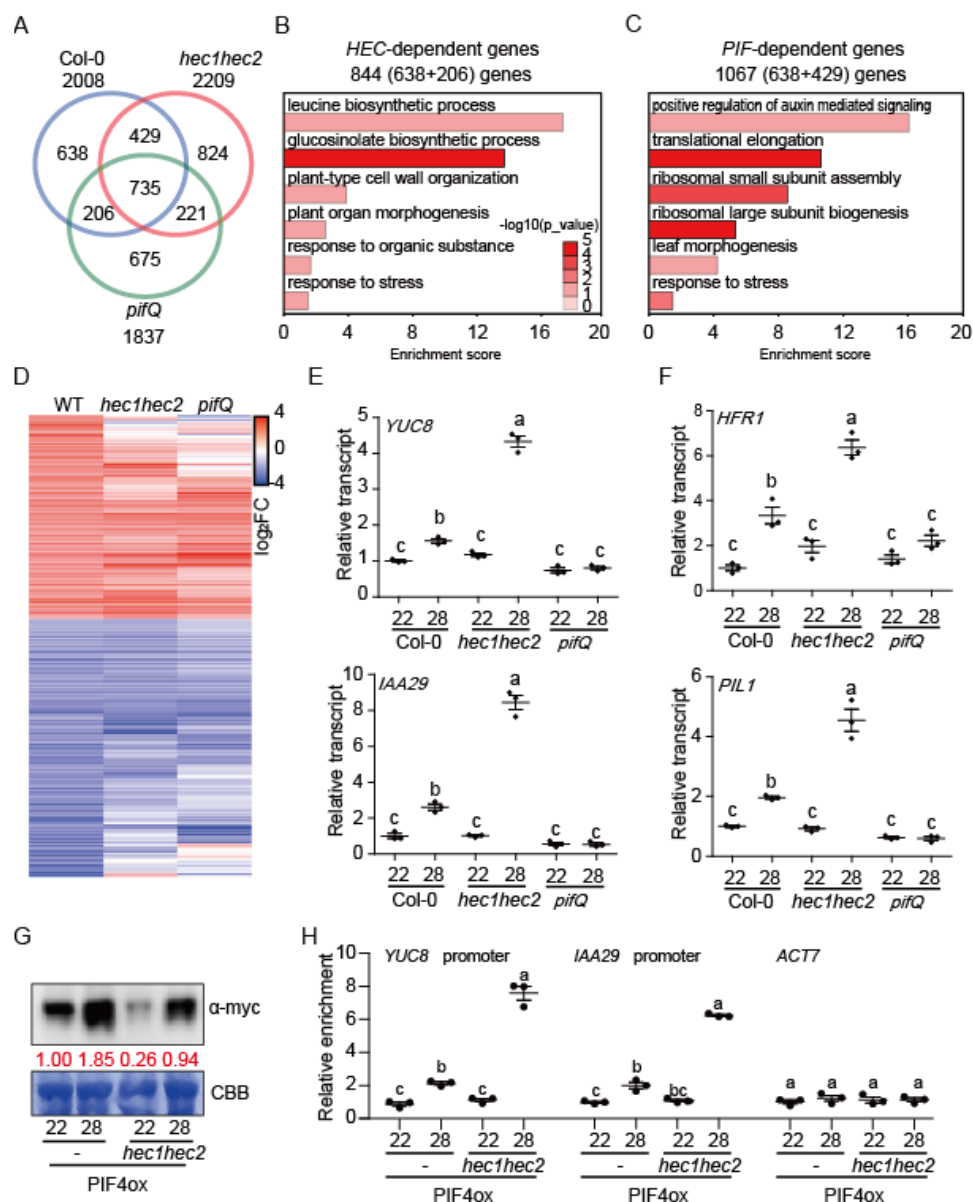 A
Col-0
2008
hec1hec2
2209
429
638
824
735
206
221
675
pifQ
1837
B
HEC-dependent genes
844 (638+206) genes
leucine biosynthetic process
glucosinolate biosynthetic process
plant-type cell wall organization
plant organ morphogenesis
response to organic substance
response to stress
-log10(p_value)
5
4
3
2
1
0
0 4 8 12 16 20
Enrichment score
C
PIF-dependent genes
1067 (638+429) genes
positive regulation of auxin mediated signaling
translational elongation
ribosomal small subunit assembly
ribosomal large subunit biogenesis
leaf morphogenesis
response to stress
0 4 8 12 16 20
Enrichment score
D
WT hec1hec2 pifQ
4
0
-4
log₂FC
E
YUC8
Relative transcript
5
4
3
2
1
0
c b c a c c
22 28 22 28 22 28
Col-0 hec1hec2 pifQ
IAA29
Relative transcript
10
8
6
4
2
0
c b c a c c
22 28 22 28 22 28
Col-0 hec1hec2 pifQ
F
HFR1
Relative transcript
8
6
4
2
0
c b c a c c
22 28 22 28 22 28
Col-0 hec1hec2 pifQ
PIL1
Relative transcript
6
4
2
0
c b c a c c
22 28 22 28 22 28
Col-0 hec1hec2 pifQ
G
α-myc
1.00 1.85 0.26 0.94
CBB
22 28 22 28
- hec1hec2
PIF4ox
H
YUC8 promoter IAA29 promoter ACT7
Relative enrichment
10
8
6
4
2
0
c b c a c b bc a a a a a
22 28 22 28 22 28 22 28 22 28 22 28
- hec1hec2 - hec1hec2 - hec1hec2
PIF4ox PIF4ox PIF4ox